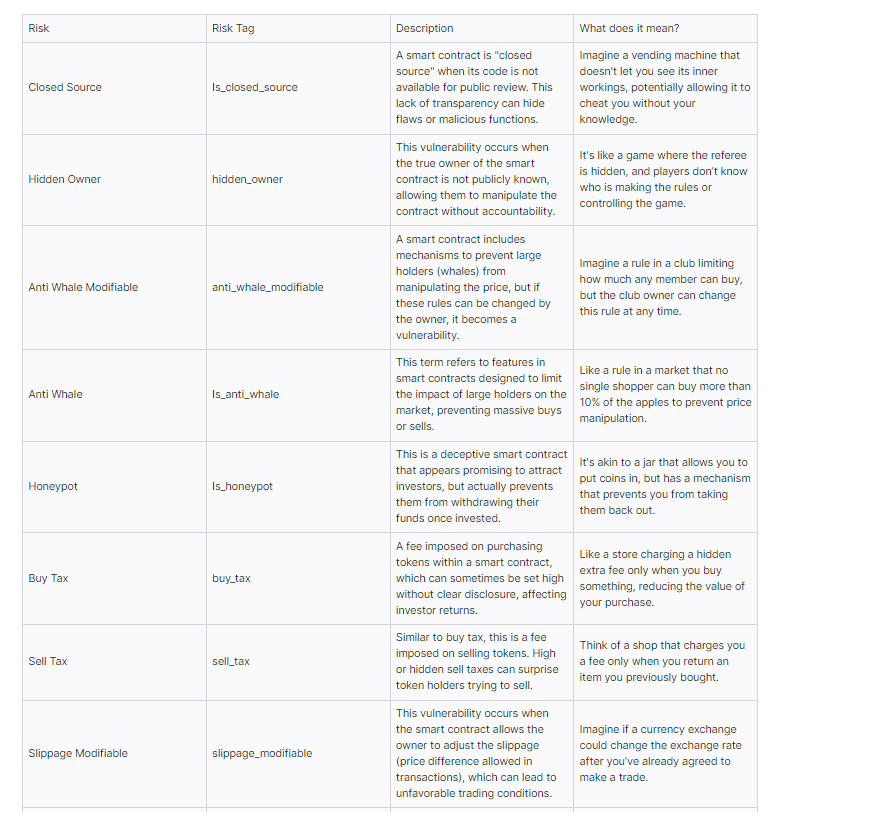 Risk
Risk Tag
Description
What does it mean?
Closed Source
Is_closed_source
A smart contract is "closed
source" when its code is not
available for public review. This
lack of transparency can hide
flaws or malicious functions.
Imagine a vending machine that
doesn't let you see its inner
workings, potentially allowing it to
cheat you without your
knowledge.
Hidden Owner
hidden_owner
This vulnerability occurs when
the true owner of the smart
contract is not publicly known,
allowing them to manipulate the
contract without accountability.
It's like a game where the referee
is hidden, and players don't know
who is making the rules or
controlling the game.
Anti Whale Modifiable
anti_whale_modifiable
A smart contract includes
mechanisms to prevent large
holders (whales) from
manipulating the price, but if
these rules can be changed by
the owner, it becomes a
vulnerability.
Imagine a rule in a club limiting
how much any member can buy,
but the club owner can change
this rule at any time.
Anti Whale
Is_anti_whale
This term refers to features in
smart contracts designed to limit
the impact of large holders on the
market, preventing massive buys
or sells.
Like a rule in a market that no
single shopper can buy more than
10% of the apples to prevent price
manipulation.
Honeypot
Is_honeypot
This is a deceptive smart contract
that appears promising to attract
investors, but actually prevents
them from withdrawing their
funds once invested.
It's akin to a jar that allows you to
put coins in, but has a mechanism
that prevents you from taking
them back out.
Buy Tax
buy_tax
A fee imposed on purchasing
tokens within a smart contract,
which can sometimes be set high
without clear disclosure, affecting
investor returns.
Like a store charging a hidden
extra fee only when you buy
something, reducing the value of
your purchase.
Sell Tax
sell_tax
Similar to buy tax, this is a fee
imposed on selling tokens. High
or hidden sell taxes can surprise
token holders trying to sell.
Think of a shop that charges you
a fee only when you return an
item you previously bought.
Slippage Modifiable
slippage_modifiable
This vulnerability occurs when
the smart contract allows the
owner to adjust the slippage
(price difference allowed in
transactions), which can lead to
unfavorable trading conditions.
Imagine if a currency exchange
could change the exchange rate
after you've already agreed to
make a trade.